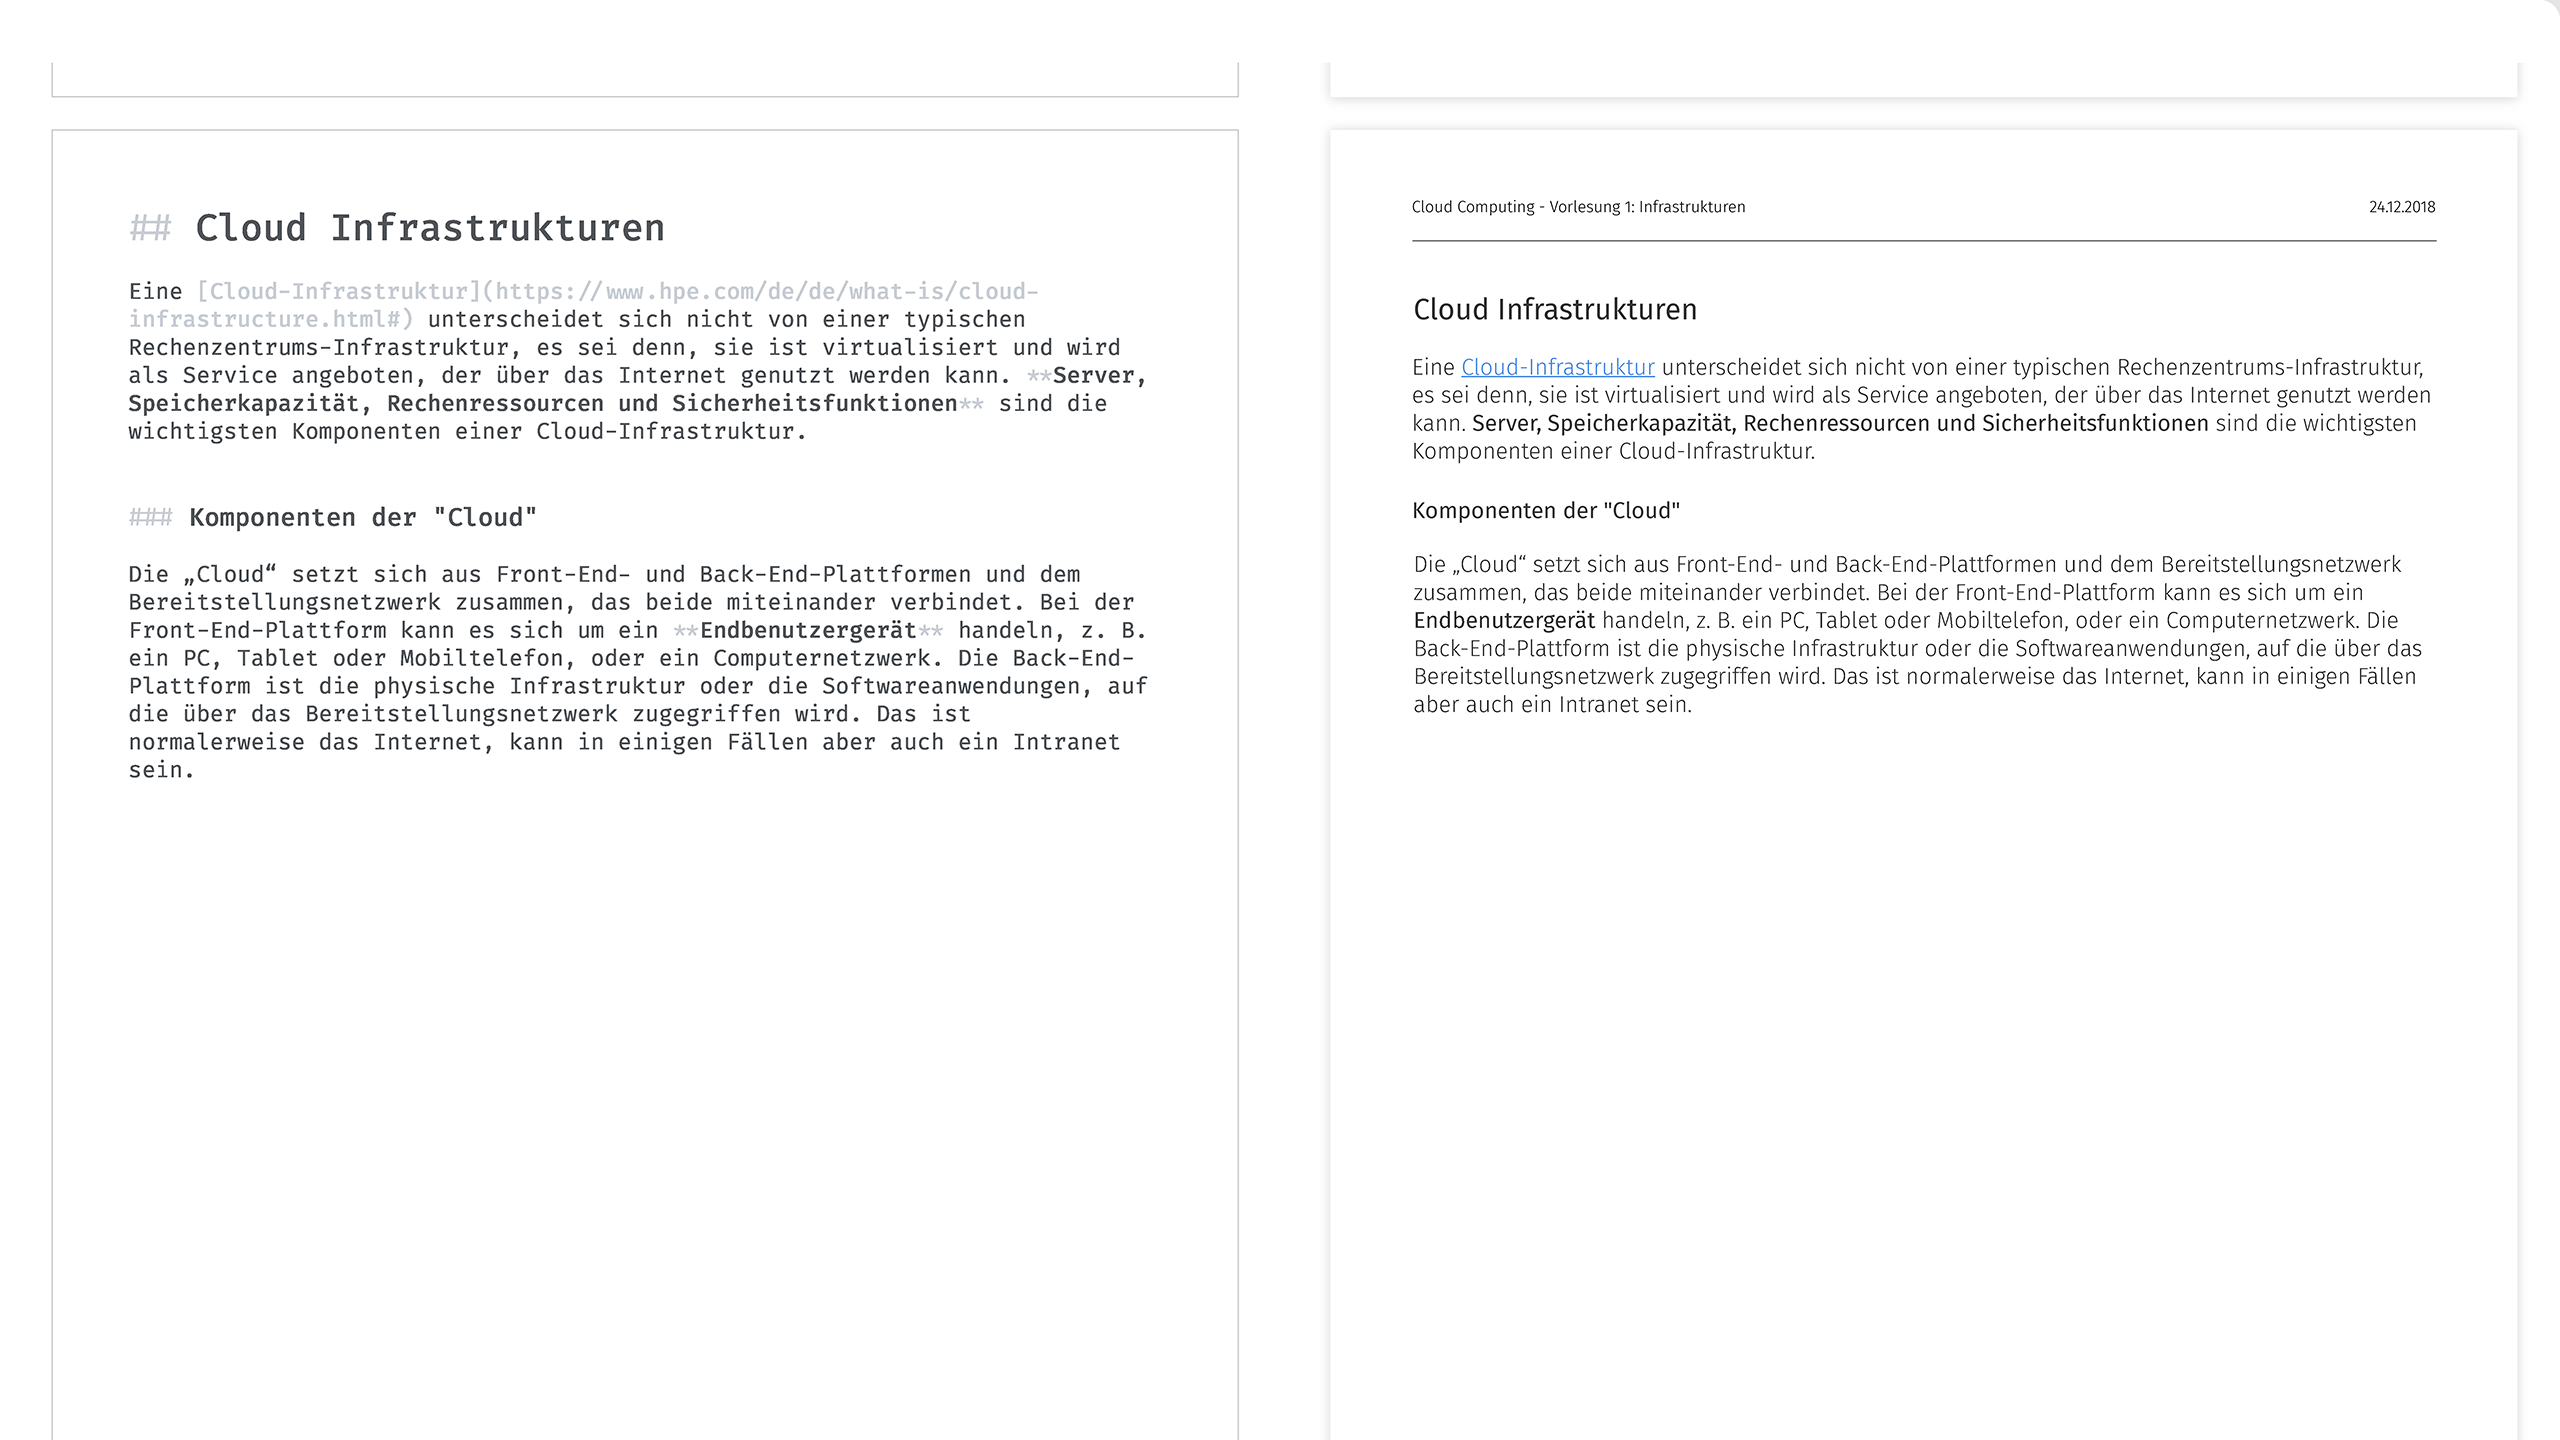 ## Cloud Infrastrukturen
Eine [Cloud-Infrastruktur](https://www.hpe.com/de/de/what-is/cloud-
infrastructure.html#) unterscheidet sich nicht von einer typischen
Rechenzentrums-Infrastruktur, es sei denn, sie ist virtualisiert und wird
als Service angeboten, der über das Internet genutzt werden kann. **Server,
Speicherkapazität, Rechenressourcen und Sicherheitsfunktionen** sind die
wichtigsten Komponenten einer Cloud-Infrastruktur.
### Komponenten der "Cloud"
Die „Cloud“ setzt sich aus Front-End- und Back-End-Plattformen und dem
Bereitstellungsnetzwerk zusammen, das beide miteinander verbindet. Bei der
Front-End-Plattform kann es sich um ein **Endbenutzergerät** handeln, z. B.
ein PC, Tablet oder Mobiltelefon, oder ein Computernetzwerk. Die Back-End-
Plattform ist die physische Infrastruktur oder die Softwareanwendungen, auf
die über das Bereitstellungsnetzwerk zugegriffen wird. Das ist
normalerweise das Internet, kann in einigen Fällen aber auch ein Intranet
sein.
Cloud Computing - Vorlesung 1: Infrastrukturen 24.12.2018
Cloud Infrastrukturen
Eine Cloud-Infrastruktur unterscheidet sich nicht von einer typischen Rechenzentrums-Infrastruktur,
es sei denn, sie ist virtualisiert und wird als Service angeboten, der über das Internet genutzt werden
kann. Server, Speicherkapazität, Rechenressourcen und Sicherheitsfunktionen sind die wichtigsten
Komponenten einer Cloud-Infrastruktur.
Komponenten der "Cloud"
Die „Cloud“ setzt sich aus Front-End- und Back-End-Plattformen und dem Bereitstellungsnetzwerk
zusammen, das beide miteinander verbindet. Bei der Front-End-Plattform kann es sich um ein
Endbenutzergerät handeln, z. B. ein PC, Tablet oder Mobiltelefon, oder ein Computernetzwerk. Die
Back-End-Plattform ist die physische Infrastruktur oder die Softwareanwendungen, auf die über das
Bereitstellungsnetzwerk zugegriffen wird. Das ist normalerweise das Internet, kann in einigen Fällen
aber auch ein Intranet sein.